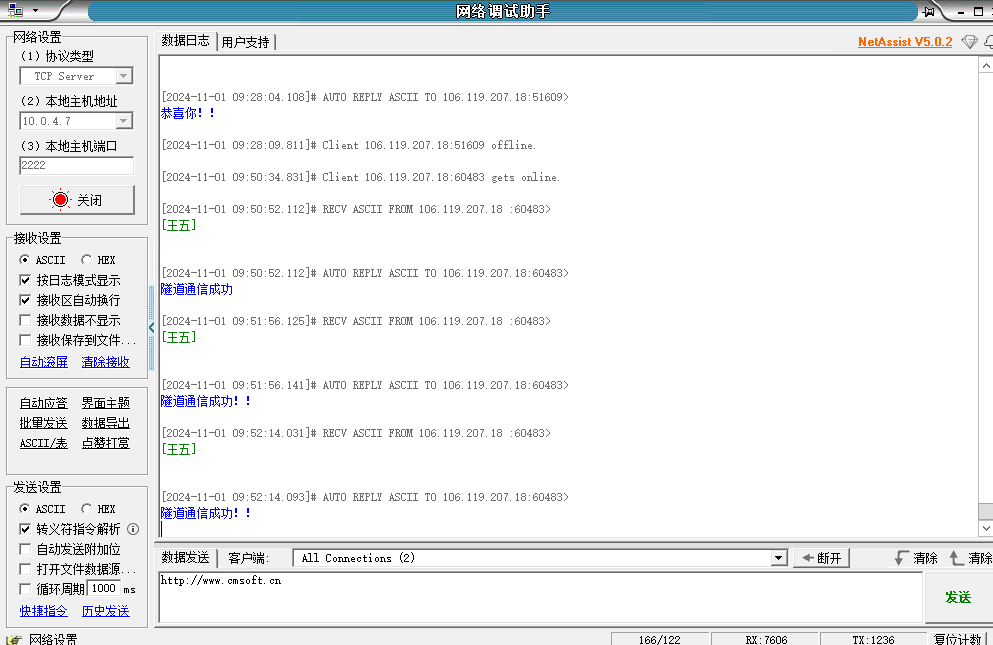 网络调试助手
网络设置
（1）协议类型
TCP Server
（2）本地主机地址
10.0.4.7
（3）本地主机端口
2222
关闭
接收设置
ASCII HEX
按日志模式显示
接收区自动换行
接收数据不显示
接收保存到文件...
自动滚屏 清除接收
自动应答 界面主题
批量发送 数据导出
ASCII/表 点赞打赏
发送设置
ASCII HEX
转义符指令解析
自动发送附加位
打开文件数据源...
循环周期 1000 ms
快捷指令 历史发送
数据日志 用户支持
NetAssist V5.0.2
[2024-11-01 09:28:04.108]# AUTO REPLY ASCII TO 106.119.207.18:51609>
恭喜你！！
[2024-11-01 09:28:09.811]# Client 106.119.207.18:51609 offline.
[2024-11-01 09:50:34.831]# Client 106.119.207.18:60483 gets online.
[2024-11-01 09:50:52.112]# RECV ASCII FROM 106.119.207.18 :60483>
[王五]
[2024-11-01 09:50:52.112]# AUTO REPLY ASCII TO 106.119.207.18:60483>
隧道通信成功
[2024-11-01 09:51:56.125]# RECV ASCII FROM 106.119.207.18 :60483>
[王五]
[2024-11-01 09:51:56.141]# AUTO REPLY ASCII TO 106.119.207.18:60483>
隧道通信成功！！
[2024-11-01 09:52:14.031]# RECV ASCII FROM 106.119.207.18 :60483>
[王五]
[2024-11-01 09:52:14.093]# AUTO REPLY ASCII TO 106.119.207.18:60483>
隧道通信成功！！
数据发送 客户端: All Connections (2) 断开 清除 清除
http://www.cmsoft.cn
发送
网络设置 166/122 RX:7606 TX:1236 复位计数